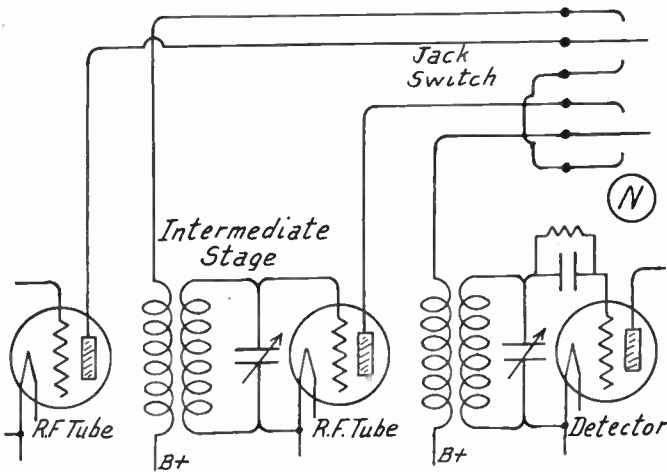 Jack
Switch
N
Intermediate
Stage
R.F Tube
B+
R.F. Tube
B+
Detector